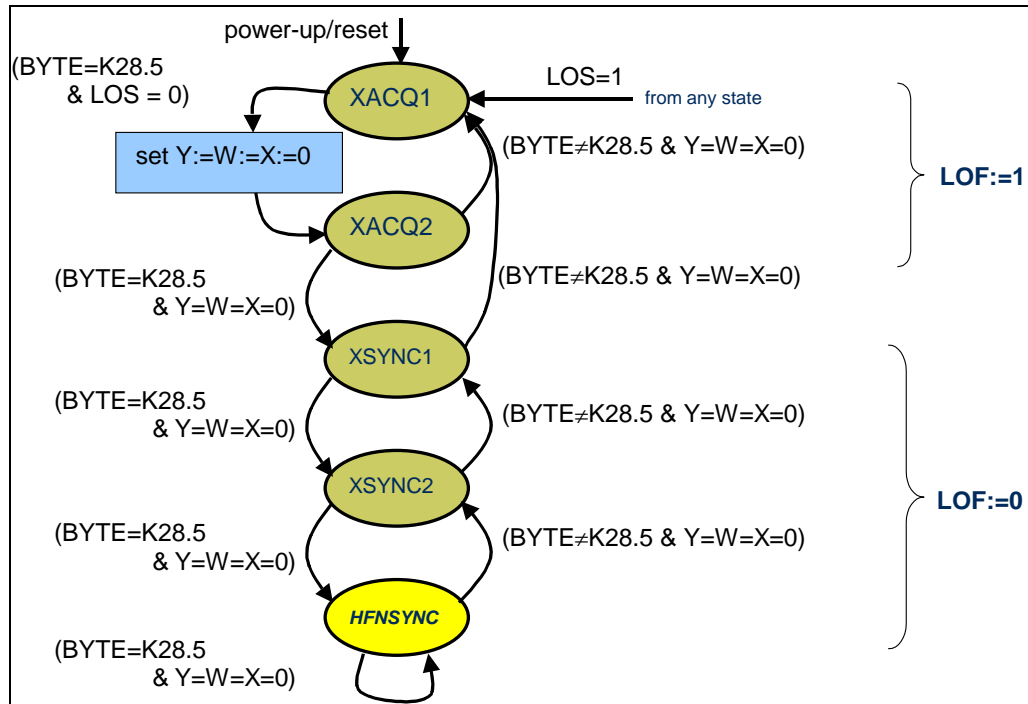 power-up/reset
(BYTE=K28.5
& LOS = 0)
XACQ1
LOS=1
from any state
set Y:=W:=X:=0
(BYTE≠K28.5 & Y=W=X=0)
LOF:=1
XACQ2
(BYTE=K28.5
& Y=W=X=0)
(BYTE≠K28.5 & Y=W=X=0)
XSYNC1
(BYTE=K28.5
& Y=W=X=0)
(BYTE≠K28.5 & Y=W=X=0)
XSYNC2
LOF:=0
(BYTE=K28.5
& Y=W=X=0)
(BYTE≠K28.5 & Y=W=X=0)
HFNSYNC
(BYTE=K28.5
& Y=W=X=0)